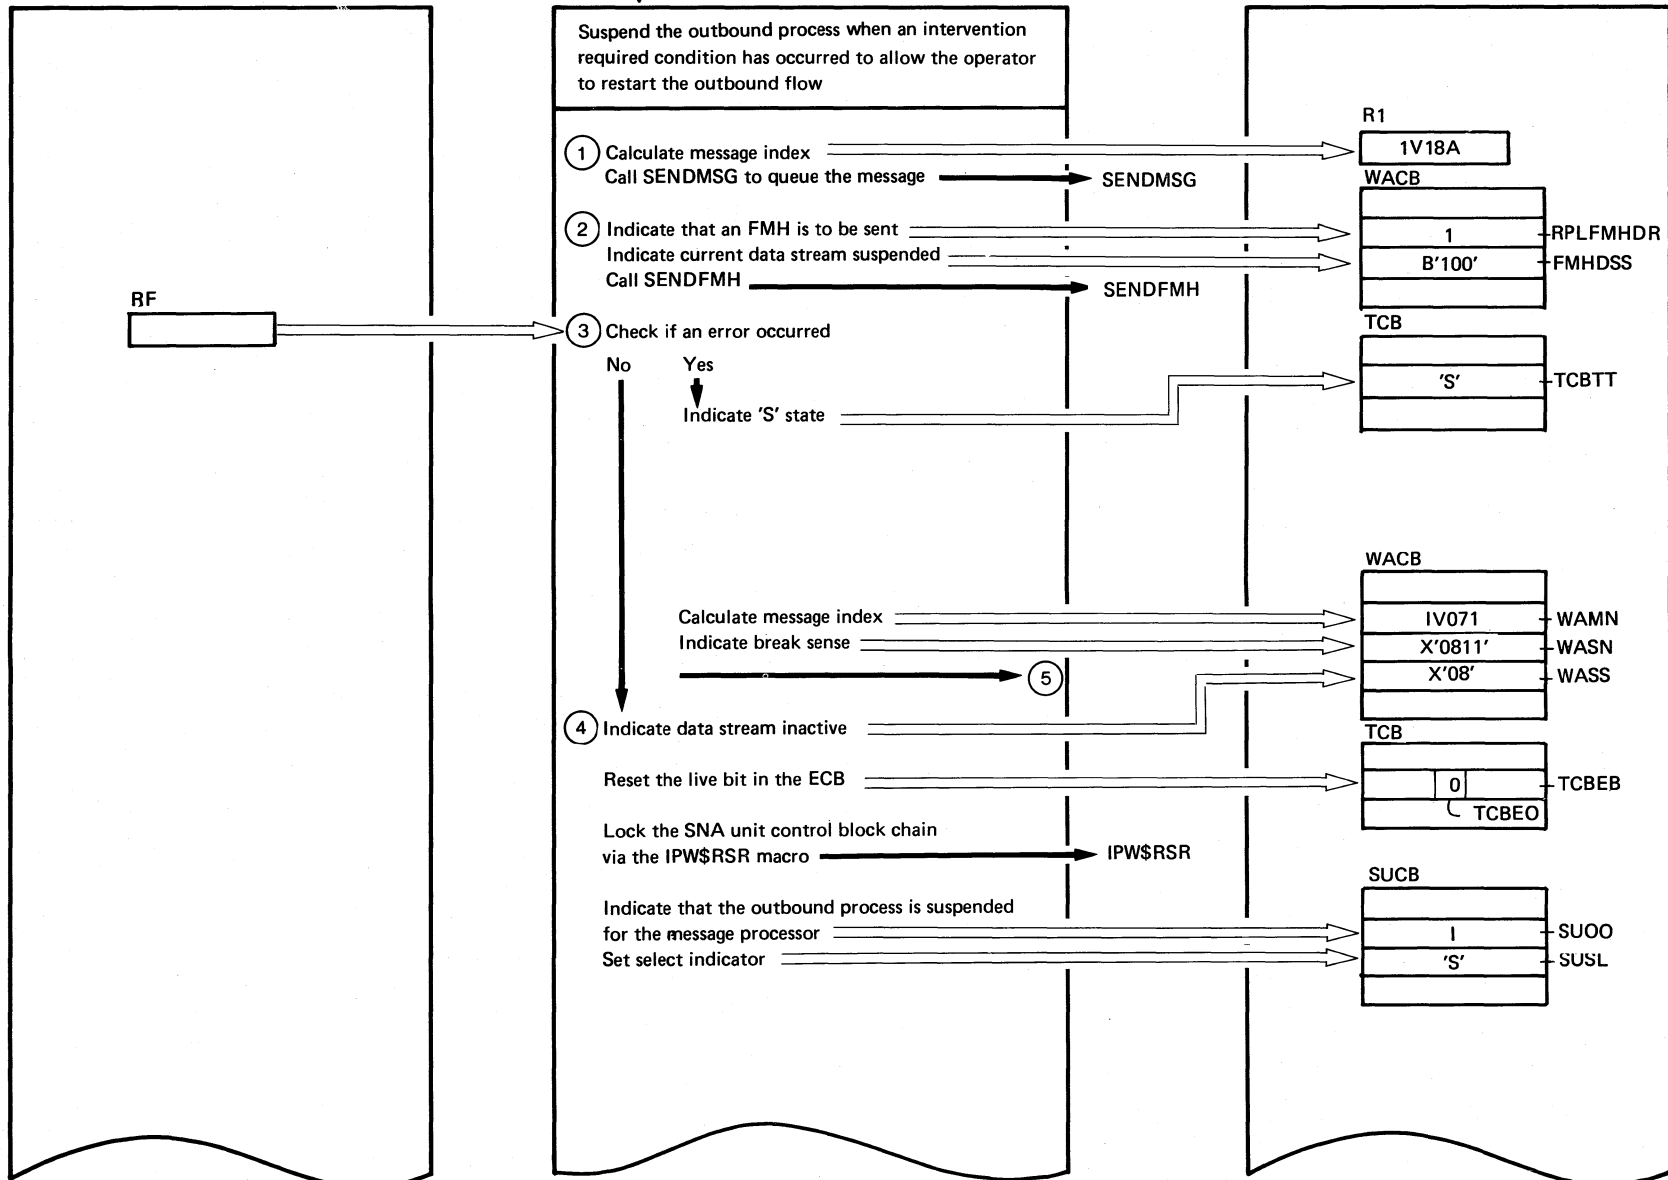 Suspend the outbound process when an intervention
required condition has occurred to allow the operator
to restart the outbound flow
R1
1 Calculate message index
1V18A
Call SENDMSG to queue the message
SENDMSG
WACB
2 Indicate that an FMH is to be sent
1
RPLFMHDR
Indicate current data stream suspended
B'100'
FMHDSS
Call SENDFMH
SENDFMH
RF
3 Check if an error occurred
TCB
No Yes
'S'
TCBTT
Indicate 'S' state
WACB
Calculate message index
IV071
WAMN
Indicate break sense
X'0811'
WASN
5
X'08'
WASS
4 Indicate data stream inactive
TCB
Reset the live bit in the ECB
0
TCBEB
TCBEO
Lock the SNA unit control block chain
via the IPW$RSR macro
IPW$RSR
SUCB
Indicate that the outbound process is suspended
for the message processor
I
SUOO
Set select indicator
'S'
SUSL